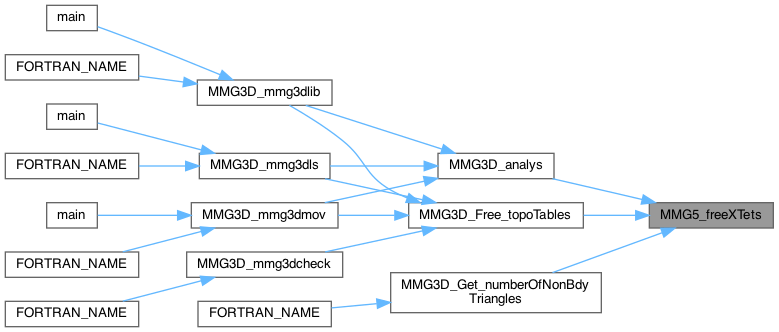 main
FORTRAN_NAME
MMG3D_mmg3dlib
main
FORTRAN_NAME
MMG3D_mmg3dls
MMG3D_analys
main
MMG3D_mmg3dmov
MMG3D_Free_topoTables
MMG5_freeXTets
FORTRAN_NAME
MMG3D_mmg3dcheck
MMG3D_Get_numberOfNonBdy
Triangles
FORTRAN_NAME
FORTRAN_NAME